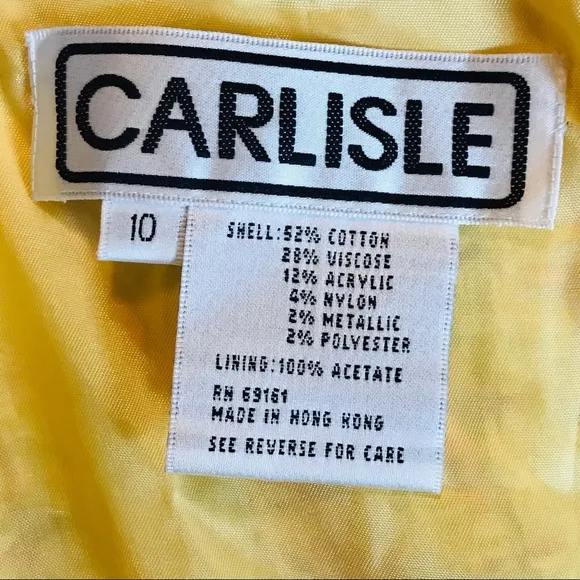 CARLISLE
10
SHELL:52% COTTON
28% VISCOSE
12% ACRYLIC
4% NYLON
2% METALLIC
2% POLYESTER
LINING:100% ACETATE
RN 69161
MADE IN HONG KONG
SEE REVERSE FOR CARE